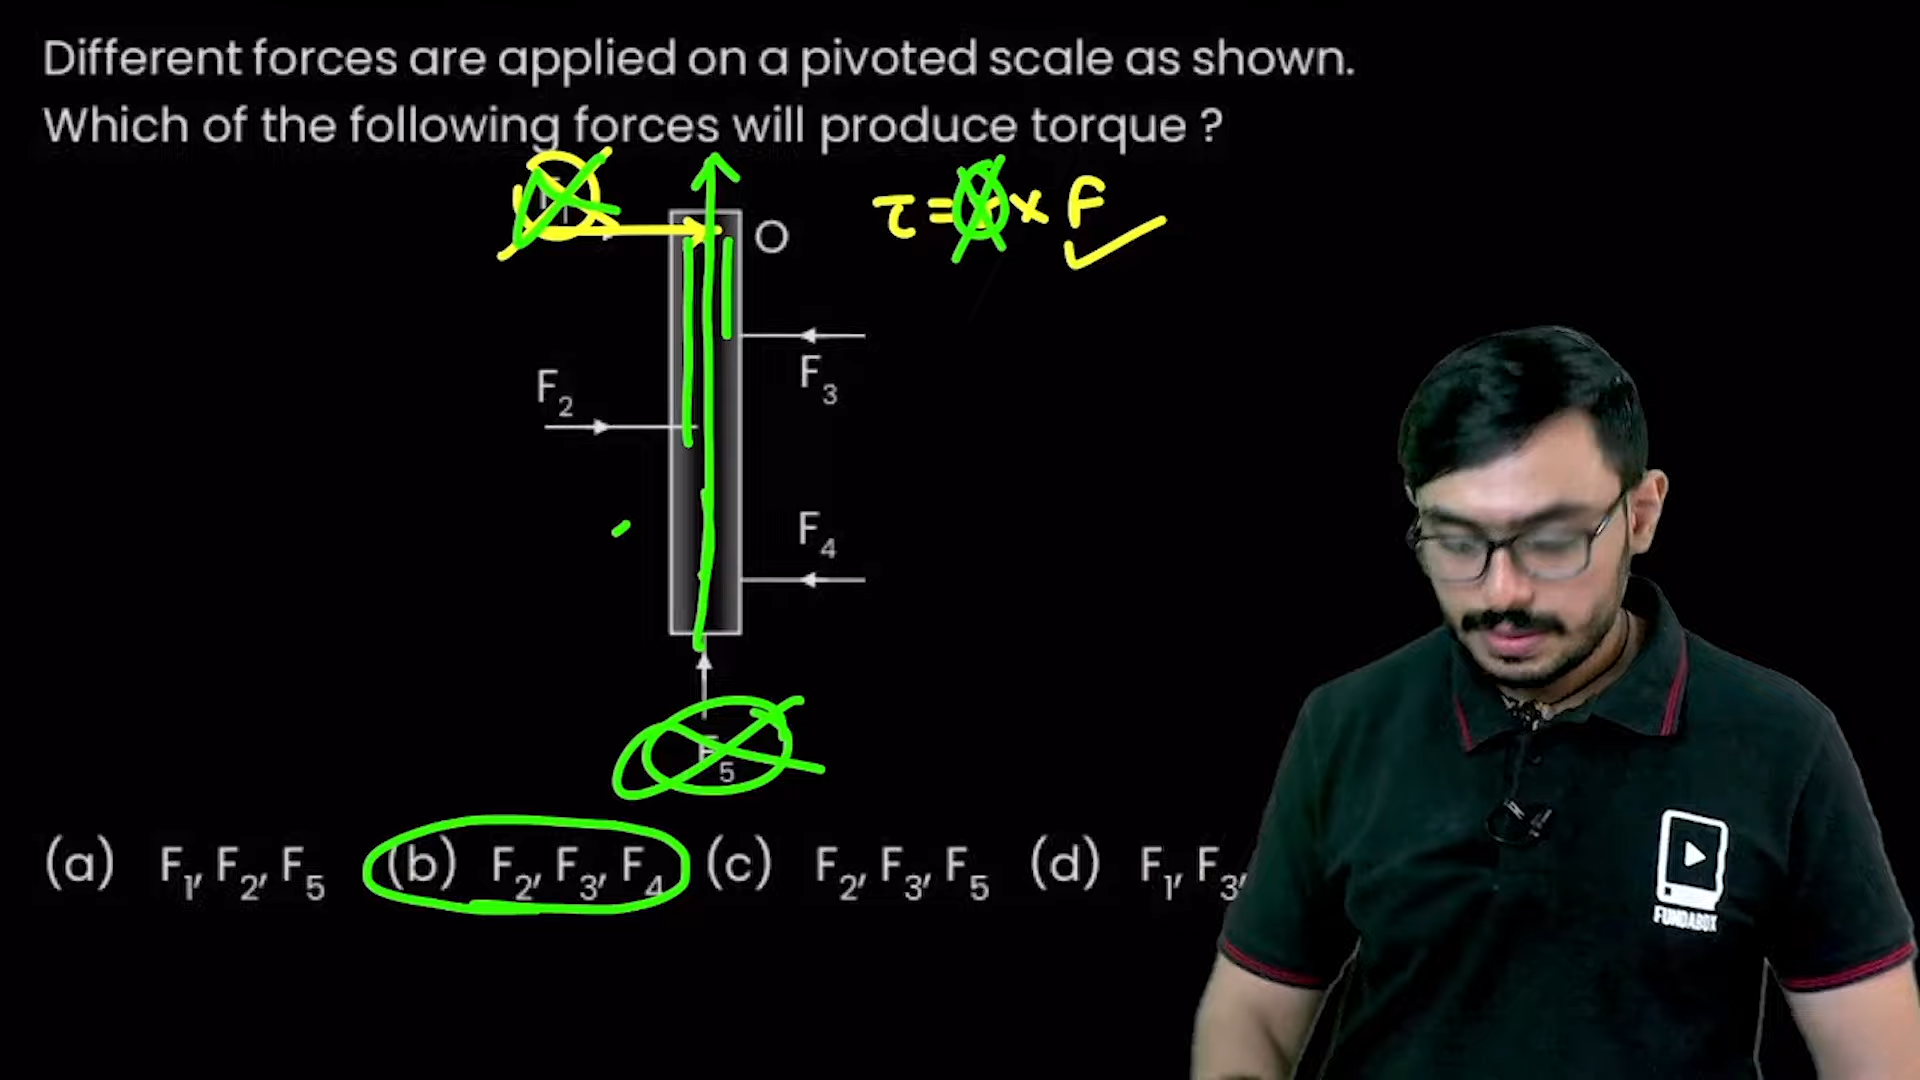 Different forces are applied on a pivoted scale as shown.
Which of the following forces will produce torque ?
O
τ = r × F
F3
F2
F4
F5
(a) F1, F2, F5 (b) F2, F3, F4 (c) F2, F3, F5 (d) F1, F3,
FUNDABOX